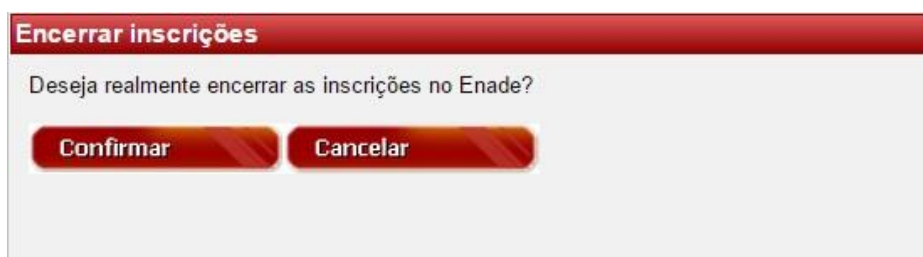 Encerrar inscrições
Deseja realmente encerrar as inscrições no Enade?
Confirmar Cancelar